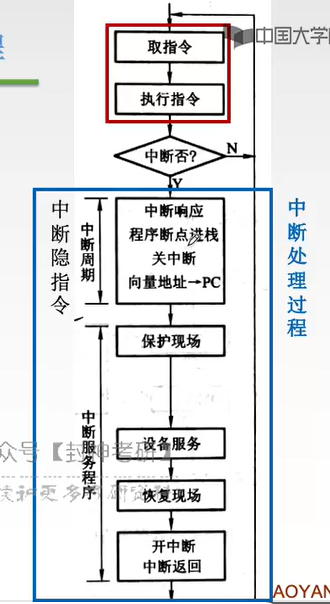 程
中国大学
取指令
执行指令
中断否?
N
Y
中断隐指令
中断周期
中断响应
程序断点进栈
关中断
向量地址→PC
中断处理过程
保护现场
中断服务程序
设备服务
众号【封神考研】
恢复现场
开中断
中断返回
AOYAN